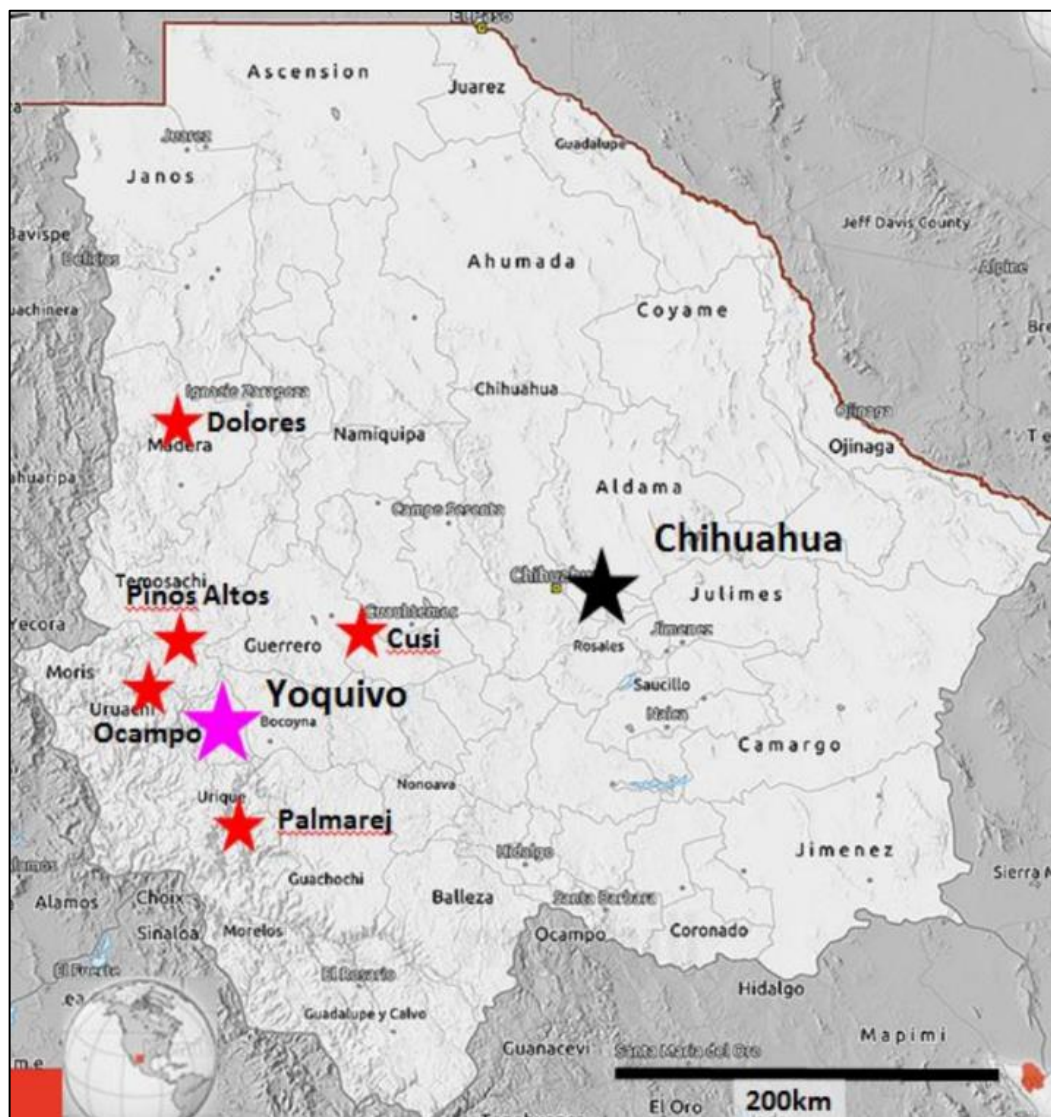 El Paso
Ascension
Juarez
Guadalupe
Juarez
Janos
Jeff Davis County
Bavispe
Delicias
Ahumada
Alpine
Coyame
Ignacio Zaragoza
Chihuahua
Dolores
Madera
Namiquipa
Ojinaga
Ojinaga
Aldama
Campo Sesenta
Chihuahua
Temosachi
Pinos Altos
Julimes
Cuauhtemoc
Yecora
Guerrero
Cusi
Jimenez
Rosales
Moris
Yoquivo
Saucillo
Uruachi
Ocampo
Bocoyna
Naica
Camargo
Nonoava
Urique
Palmarej
Hidalgo
Jimenez
Guachochi
Balleza
Santa Barbara
Alamos
Choix
Sinaloa
Morelos
Ocampo
Coronado
El Fuerte
El Rosario
Hidalgo
Guadalupe y Calvo
Guanacevi
Santa Maria del Oro
Mapimi
200km
El Oro